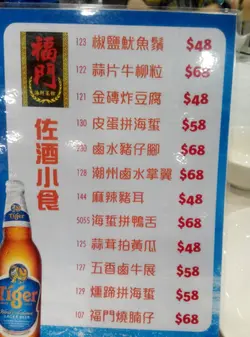 福門
佐酒小食
123 椒鹽魷魚鬚 $48
122 蒜片牛柳粒 $68
121 金磚炸豆腐 $48
130 皮蛋拼海蜇 $58
230 鹵水豬仔腳 $68
128 潮州鹵水掌翼 $68
144 麻辣豬耳 $48
5055 海蜇拼鴨舌 $68
125 蒜茸拍黃瓜 $48
127 五香鹵牛展 $58
129 燻蹄拼海蜇 $58
107 福門燒腩仔 $68
Tiger
Tiger